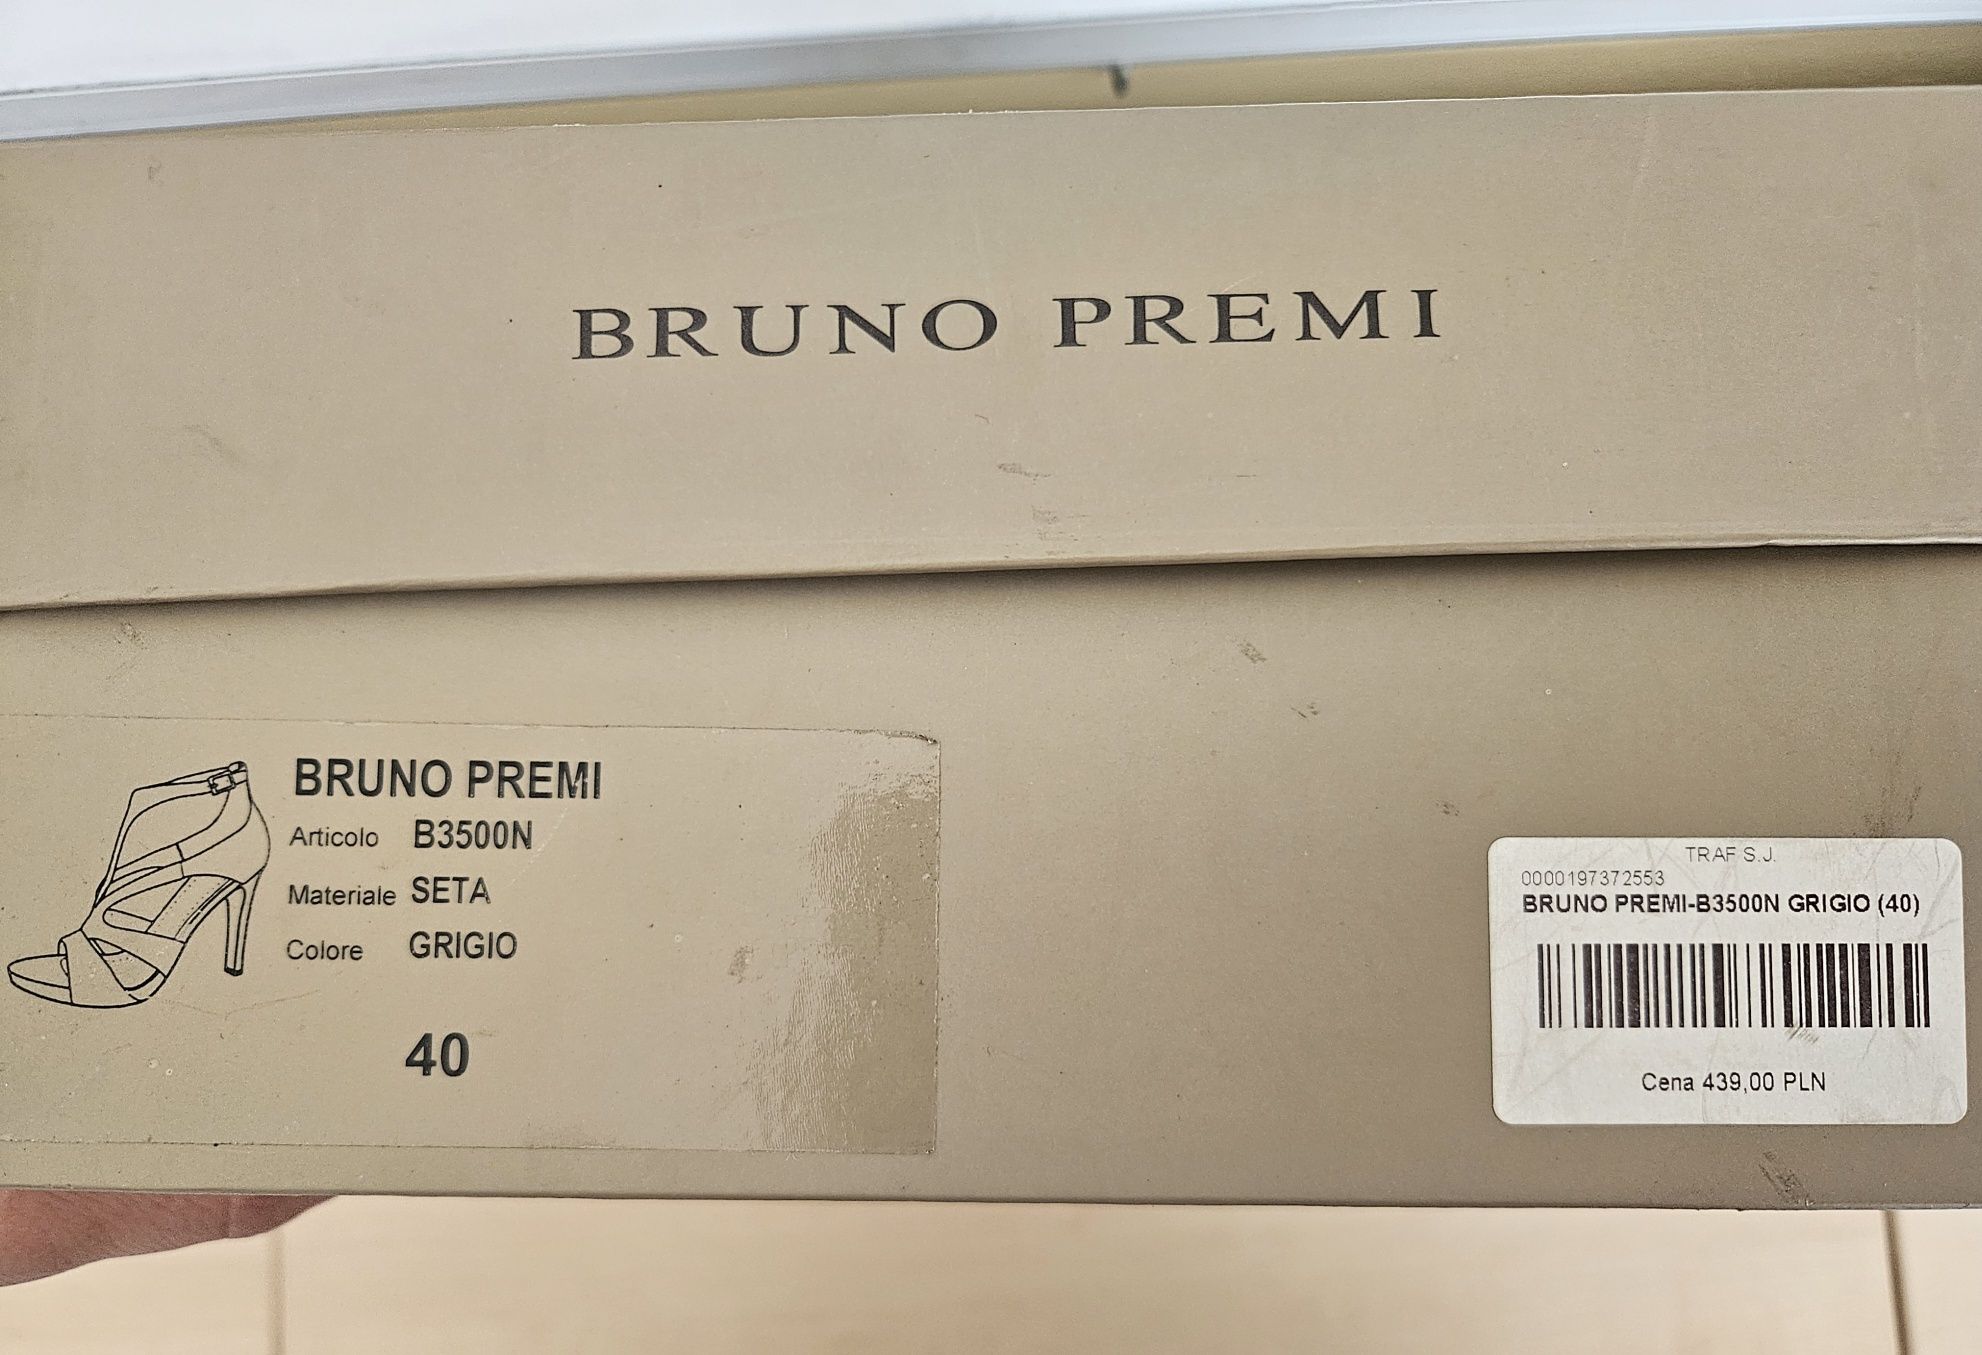 BRUNO PREMI
BRUNO PREMI
Articolo B3500N
Materiale SETA
Colore GRIGIO
40
TRAF S.J.
0000197372553
BRUNO PREMI-B3500N GRIGIO (40)
Cena 439,00 PLN